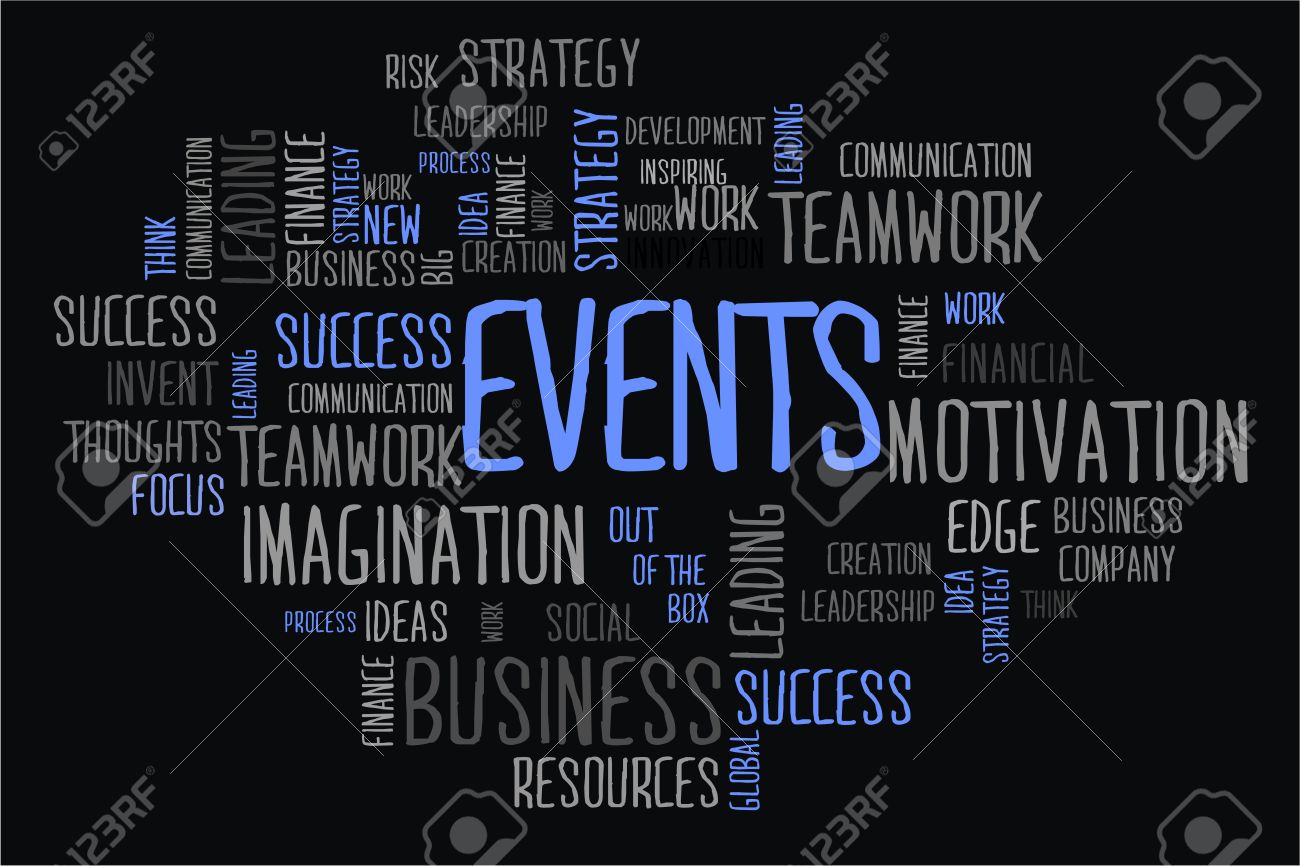 RISK
STRATEGY
LEADERSHIP
STRATEGY
DEVELOPMENT
LEADING
COMMUNICATION
LEADING
FINANCE
COMMUNICATION
STRATEGY
PROCESS
FINANCE
INSPIRING
WORK
NEW
IDEA
WORK
WORK
WORK
TEAMWORK
THINK
BUSINESS
BIG
CREATION
INNOVATION
SUCCESS
SUCCESS
EVENTS
FINANCE
WORK
INVENT
LEADING
COMMUNICATION
FINANCIAL
THOUGHTS
TEAMWORK
MOTIVATION
FOCUS
IMAGINATION
OUT
OF THE
BOX
LEADING
EDGE
BUSINESS
COMPANY
CREATION
IDEA
STRATEGY
LEADERSHIP
THINK
PROCESS
IDEAS
WORK
SOCIAL
FINANCE
BUSINESS
SUCCESS
GLOBAL
RESOURCES
123RF
123RF
123RF
123RF
123RF
123RF
123RF